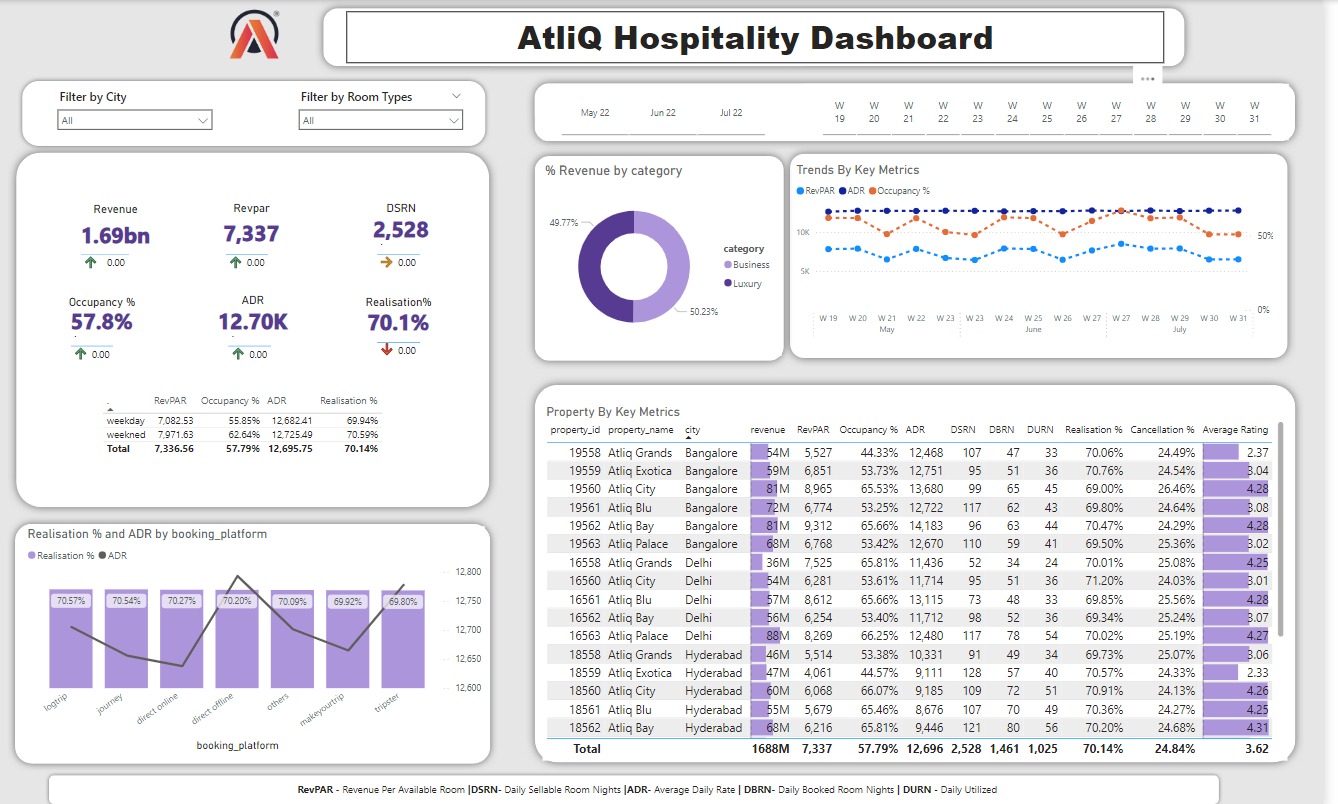 AtliQ Hospitality Dashboard
Filter by City
All
Filter by Room Types
All
May 22 Jun 22 Jul 22
W 19 W 20 W 21 W 22 W 23 W 24 W 25 W 26 W 27 W 28 W 29 W 30 W 31
Revenue
1.69bn
0.00
Revpar
7,337
0.00
DSRN
2,528
0.00
Occupancy %
57.8%
0.00
ADR
12.70K
0.00
Realisation%
70.1%
0.00
. RevPAR Occupancy % ADR Realisation %
weekday 7,082.53 55.85% 12,682.41 69.94%
weekned 7,971.63 62.64% 12,725.49 70.59%
Total 7,336.56 57.79% 12,695.75 70.14%
% Revenue by category
49.77%
50.23%
category
Business
Luxury
Trends By Key Metrics
RevPAR ADR Occupancy %
10K
5K
50%
0%
W 19 W 20 W 21 W 22 W 23 W 23 W 24 W 25 W 26 W 27 W 27 W 28 W 29 W 30 W 31
May June July
Realisation % and ADR by booking_platform
Realisation % ADR
12,800
12,750
12,700
12,650
12,600
70.57% 70.54% 70.27% 70.20% 70.09% 69.92% 69.80%
logtrip journey direct online direct offline others makeyourtrip tripster
booking_platform
Property By Key Metrics
property_id property_name city revenue RevPAR Occupancy % ADR DSRN DBRN DURN Realisation % Cancellation % Average Rating
19558 Atliq Grands Bangalore 54M 5,527 44.33% 12,468 107 47 33 70.06% 24.49% 2.37
19559 Atliq Exotica Bangalore 59M 6,851 53.73% 12,751 95 51 36 70.76% 24.54% 3.04
19560 Atliq City Bangalore 81M 8,965 65.53% 13,680 99 65 45 69.00% 26.46% 4.28
19561 Atliq Blu Bangalore 72M 6,774 53.25% 12,722 117 62 43 69.80% 24.64% 3.08
19562 Atliq Bay Bangalore 81M 9,312 65.66% 14,183 96 63 44 70.47% 24.29% 4.28
19563 Atliq Palace Bangalore 68M 6,768 53.42% 12,670 110 59 41 69.50% 25.36% 3.02
16558 Atliq Grands Delhi 36M 7,525 65.81% 11,436 52 34 24 70.01% 25.08% 4.25
16560 Atliq City Delhi 54M 6,281 53.61% 11,714 95 51 36 71.20% 24.03% 3.01
16561 Atliq Blu Delhi 57M 8,612 65.66% 13,115 73 48 33 69.85% 25.56% 4.28
16562 Atliq Bay Delhi 56M 6,254 53.40% 11,712 98 52 36 69.34% 25.24% 3.07
16563 Atliq Palace Delhi 88M 8,269 66.25% 12,480 117 78 54 70.02% 25.19% 4.27
18558 Atliq Grands Hyderabad 46M 5,514 53.38% 10,331 91 49 34 69.73% 25.07% 3.06
18559 Atliq Exotica Hyderabad 47M 4,061 44.57% 9,111 128 57 40 70.57% 24.33% 2.33
18560 Atliq City Hyderabad 60M 6,068 66.07% 9,185 109 72 51 70.91% 24.13% 4.26
18561 Atliq Blu Hyderabad 55M 5,679 65.46% 8,676 107 70 49 70.36% 24.27% 4.25
18562 Atliq Bay Hyderabad 68M 6,216 65.81% 9,446 121 80 56 70.20% 24.68% 4.31
Total 1688M 7,337 57.79% 12,696 2,528 1,461 1,025 70.14% 24.84% 3.62
RevPAR - Revenue Per Available Room |DSRN- Daily Sellable Room Nights |ADR- Average Daily Rate | DBRN- Daily Booked Room Nights | DURN - Daily Utilized